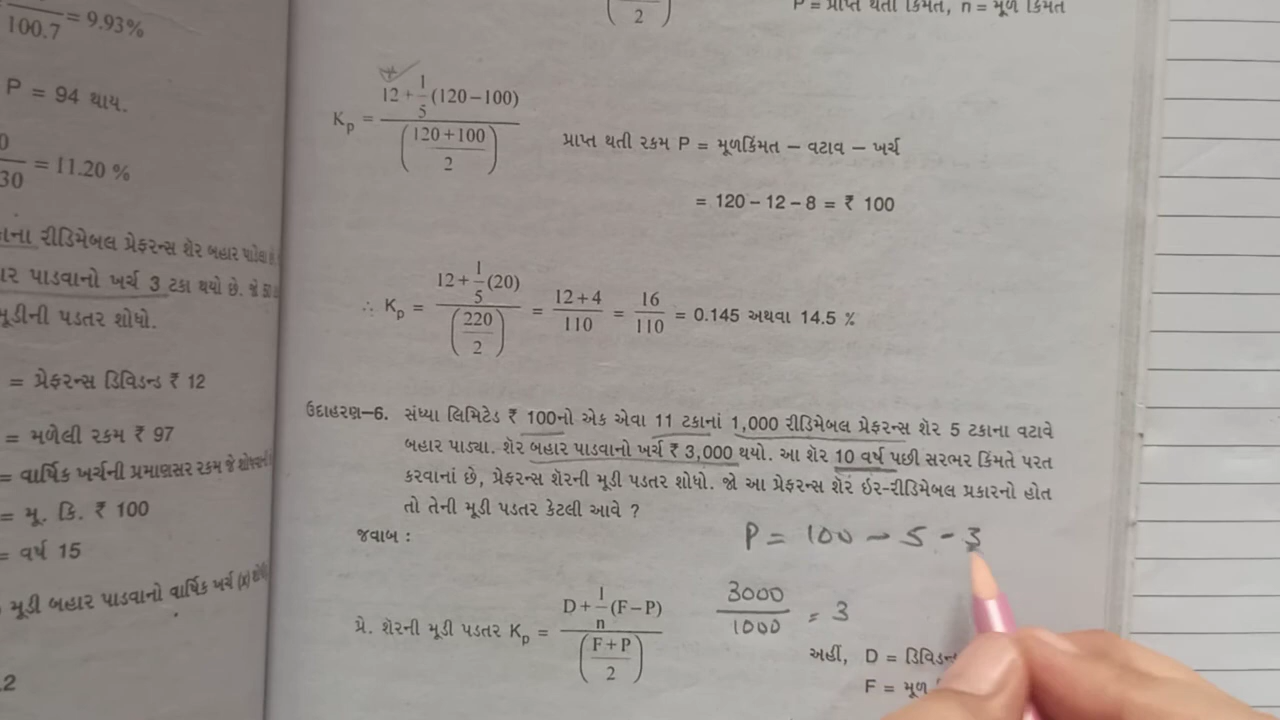 100.7 = 9.93%
P = 94 થાય.
30 = 11.20 %
રીડિમેબલ પ્રેફરન્સ શૅર બહાર
પાડવાનો ખર્ચ 3 ટકા થયો છે. જો
મૂડીની પડતર શોધો.
= પ્રેફરન્સ ડિવિડન્ડ ₹ 12
= મળેલી રકમ ₹ 97
= વાર્ષિક ખર્ચની પ્રમાણસર રકમ જે
= મૂ. કિ. ₹ 100
= વર્ષ 15
મૂડી બહાર પાડવાનો વાર્ષિક ખર્ચ (x)
2
P = પ્રાપ્ત થતી કિંમત, n = મૂળ કિંમત
Kp = (12 + 1/5 (120 – 100)) / ((120 + 100)/2)
પ્રાપ્ત થતી રકમ P = મૂળકિંમત – વટાવ – ખર્ચ
= 120 – 12 – 8 = ₹ 100
∴ Kp = (12 + 1/5 (20)) / (220/2) = (12 + 4)/110 = 16/110 = 0.145 અથવા 14.5 %
ઉદાહરણ–6. સંધ્યા લિમિટેડ ₹ 100નો એક એવા 11 ટકાનાં 1,000 રીડિમેબલ પ્રેફરન્સ શૅર 5 ટકાના વટાવે
બહાર પાડ્યા. શૅર બહાર પાડવાનો ખર્ચ ₹ 3,000 થયો. આ શૅર 10 વર્ષ પછી સરભર કિંમતે પરત
કરવાનાં છે, પ્રેફરન્સ શૅરની મૂડી પડતર શોધો. જો આ પ્રેફરન્સ શૅર ઇર-રીડિમેબલ પ્રકારનો હોત
તો તેની મૂડી પડતર કેટલી આવે ?
જવાબ :
P = 100 – 5 – 3
3000/1000 = 3
પ્રે. શૅરની મૂડી પડતર Kp = (D + 1/n (F – P)) / ((F + P)/2)
અહીં, D =
F = મૂળ